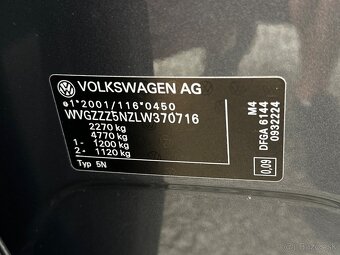 VOLKSWAGEN AG
e1*2001/116*0450
WVGZZZ5NZLW370716
2270 kg
4770 kg
1- 1200 kg
2- 1120 kg
Typ 5N
M4
DFGA 6144
0932224
0,09